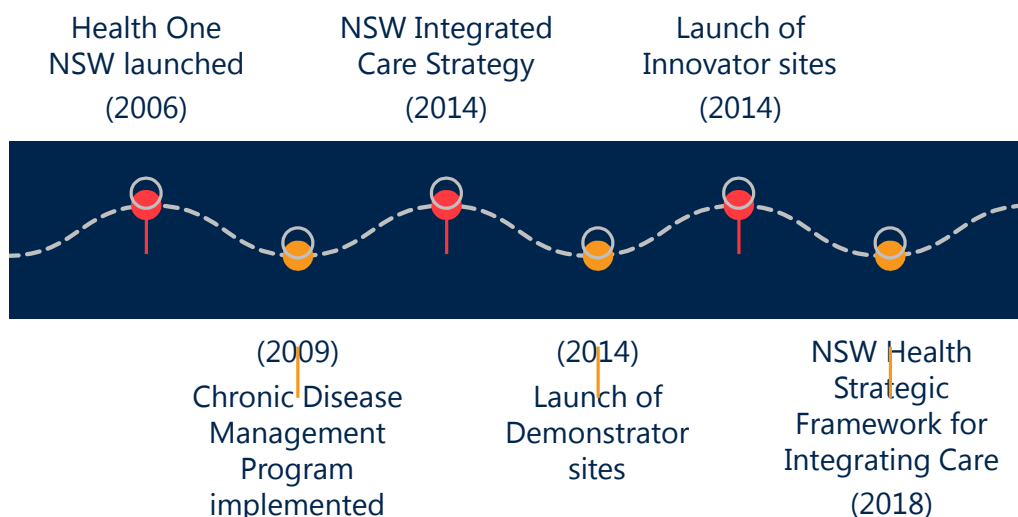 Health One
NSW launched
(2006)
NSW Integrated
Care Strategy
(2014)
Launch of
Innovator sites
(2014)
(2009)
Chronic Disease
Management
Program
implemented
(2014)
Launch of
Demonstrator
sites
NSW Health
Strategic
Framework for
Integrating Care
(2018)